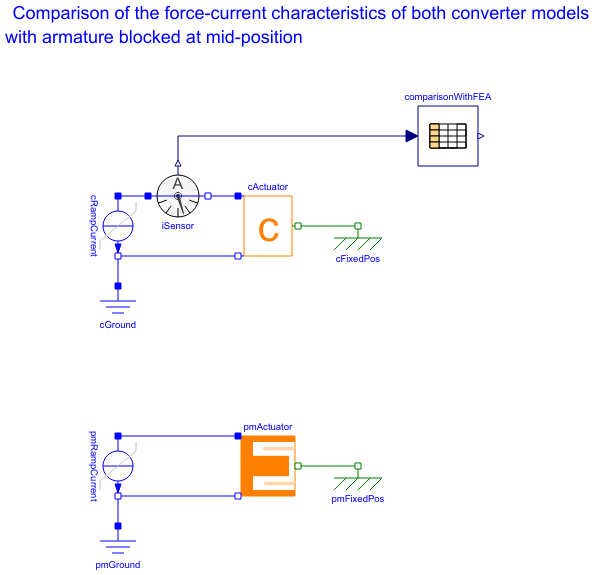 Comparison of the force-current characteristics of both converter models
with armature blocked at mid-position
comparisonWithFEA
cActuator
A
C
cRampCurrent
iSensor
cFixedPos
cGround
pmActuator
pmRampCurrent
pmFixedPos
pmGround